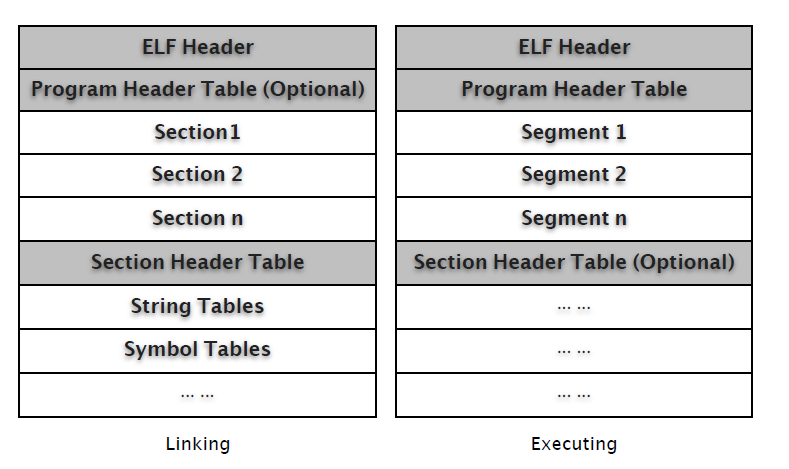 ELF Header
Program Header Table (Optional)
Section1
Section 2
Section n
Section Header Table
String Tables
Symbol Tables
... ...
Linking
ELF Header
Program Header Table
Segment 1
Segment 2
Segment n
Section Header Table (Optional)
... ...
... ...
... ...
Executing